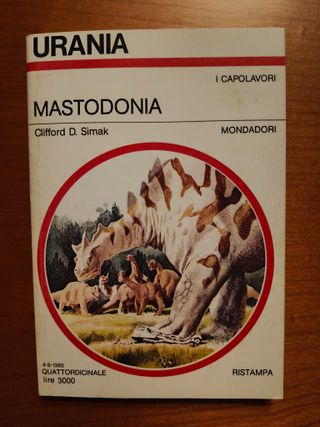 URANIA
I CAPOLAVORI
MASTODONIA
Clifford D. Simak
MONDADORI
4-8-1985
QUATTORDICINALE
lire 3000
RISTAMPA